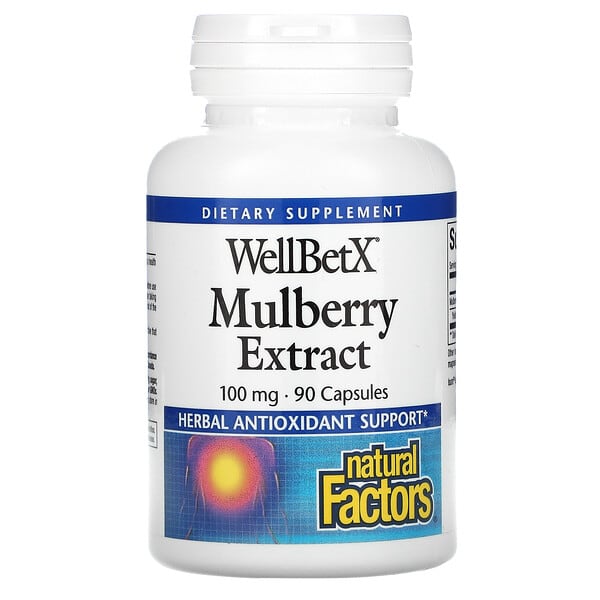 DIETARY SUPPLEMENT
WellBetX®
Mulberry
Extract
100 mg · 90 Capsules
HERBAL ANTIOXIDANT SUPPORT*
natural
Factors®